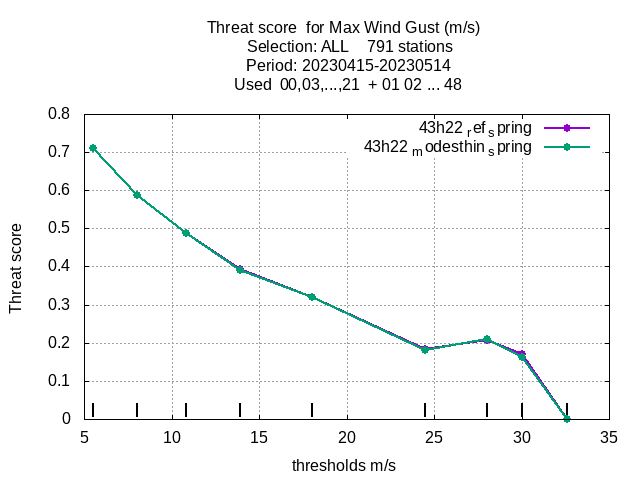 Threat score  for Max Wind Gust (m/s)
Selection: ALL    791 stations
Period: 20230415-20230514
Used  00,03,...,21  + 01 02 ... 48
43h22 ref spring
43h22 modesthin spring
Threat score
0.8
0.7
0.6
0.5
0.4
0.3
0.2
0.1
0
5 10 15 20 25 30 35
thresholds m/s